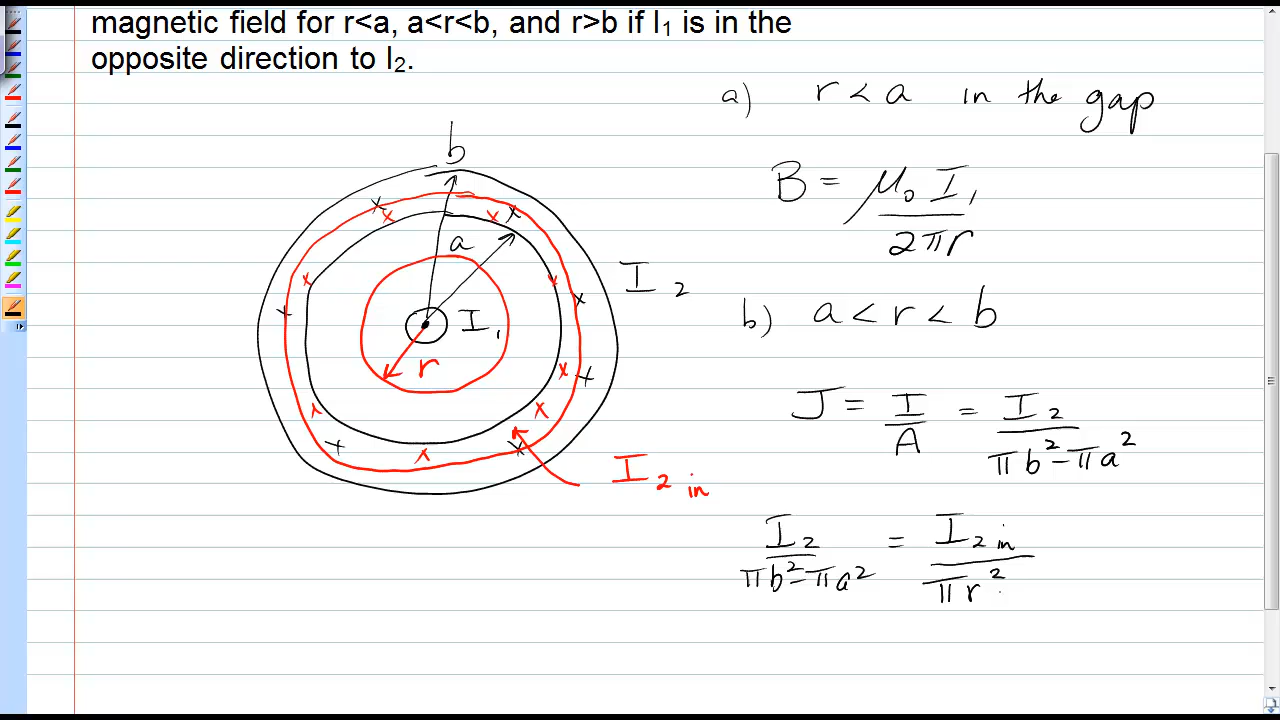 magnetic field for r<a, a<r<b, and r>b if I₁ is in the
opposite direction to I₂.
a) r < a in the gap
B = μ₀ I₁ / 2πr
b) a < r < b
J = I / A = I₂ / πb² - πa²
I₂ / πb² - πa² = I₂ in / πr²
b
a
I₂
I₁
r
I₂ in